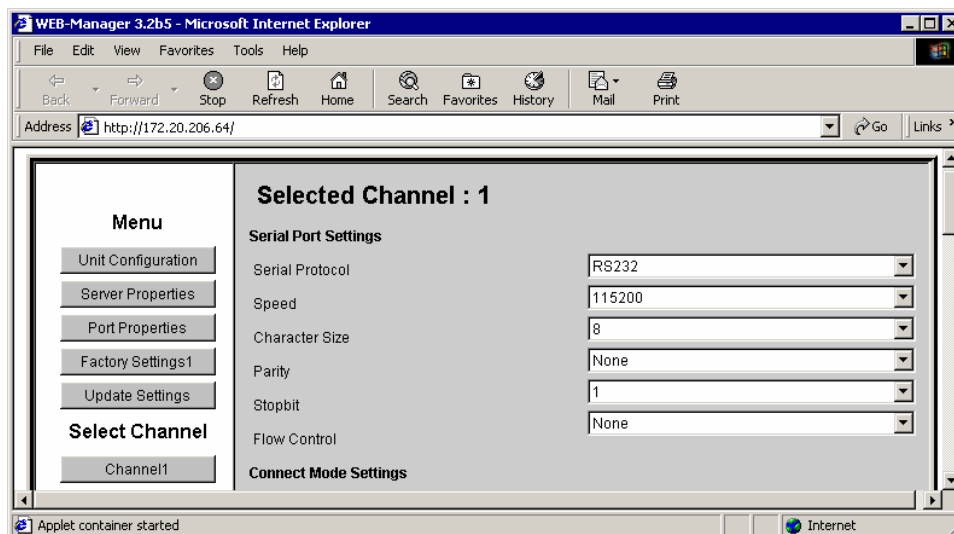 WEB-Manager 3.2b5 - Microsoft Internet Explorer
File Edit View Favorites Tools Help
Back Forward Stop Refresh Home Search Favorites History Mail Print
Address http://172.20.206.64/ Go Links
Selected Channel : 1
Menu
Serial Port Settings
Unit Configuration
Serial Protocol RS232
Server Properties
Speed 115200
Port Properties
Character Size 8
Factory Settings1
Parity None
Update Settings
Stopbit 1
Select Channel
Flow Control None
Channel1
Connect Mode Settings
Applet container started Internet